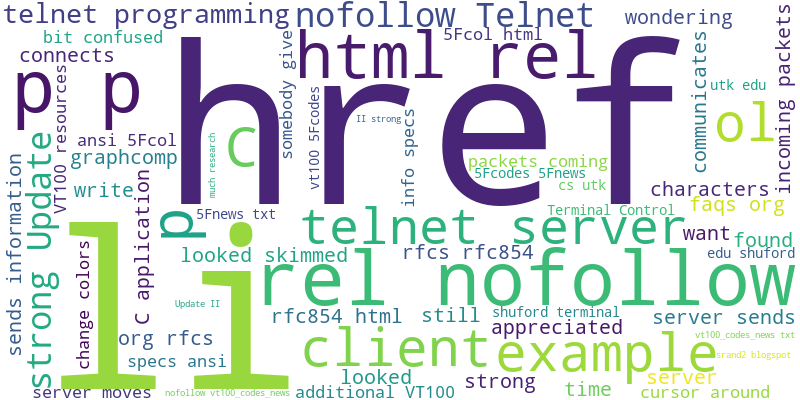 telnet programming
nofollow Telnet
wondering
incoming packets
bit confused
5Fcol html
connects
html rel
somebody give
communicates
utk edu
p p
href
VT100 resources
ansi 5Fcol
much research
c
vt100 5Fcodes
II strong
info specs
ol
graphcomp
packets coming
5Fcodes 5Fnews
write
cs utk
characters
sends information
strong Update
C application
p
5Fnews txt
Terminal Control
faqs org
telnet server
want
found
li
change colors
looked skimmed
rfcs rfc854
edu shuford
rel nofollow
Update II
rfc854 html
still
shuford terminal
server sends
appreciated
org rfcs
client
example
vt100_codes_news txt
specs ansi
looked
strong
server
srand2 blogspot
server moves
nofollow vt100_codes_news
additional VT100
time
cursor around